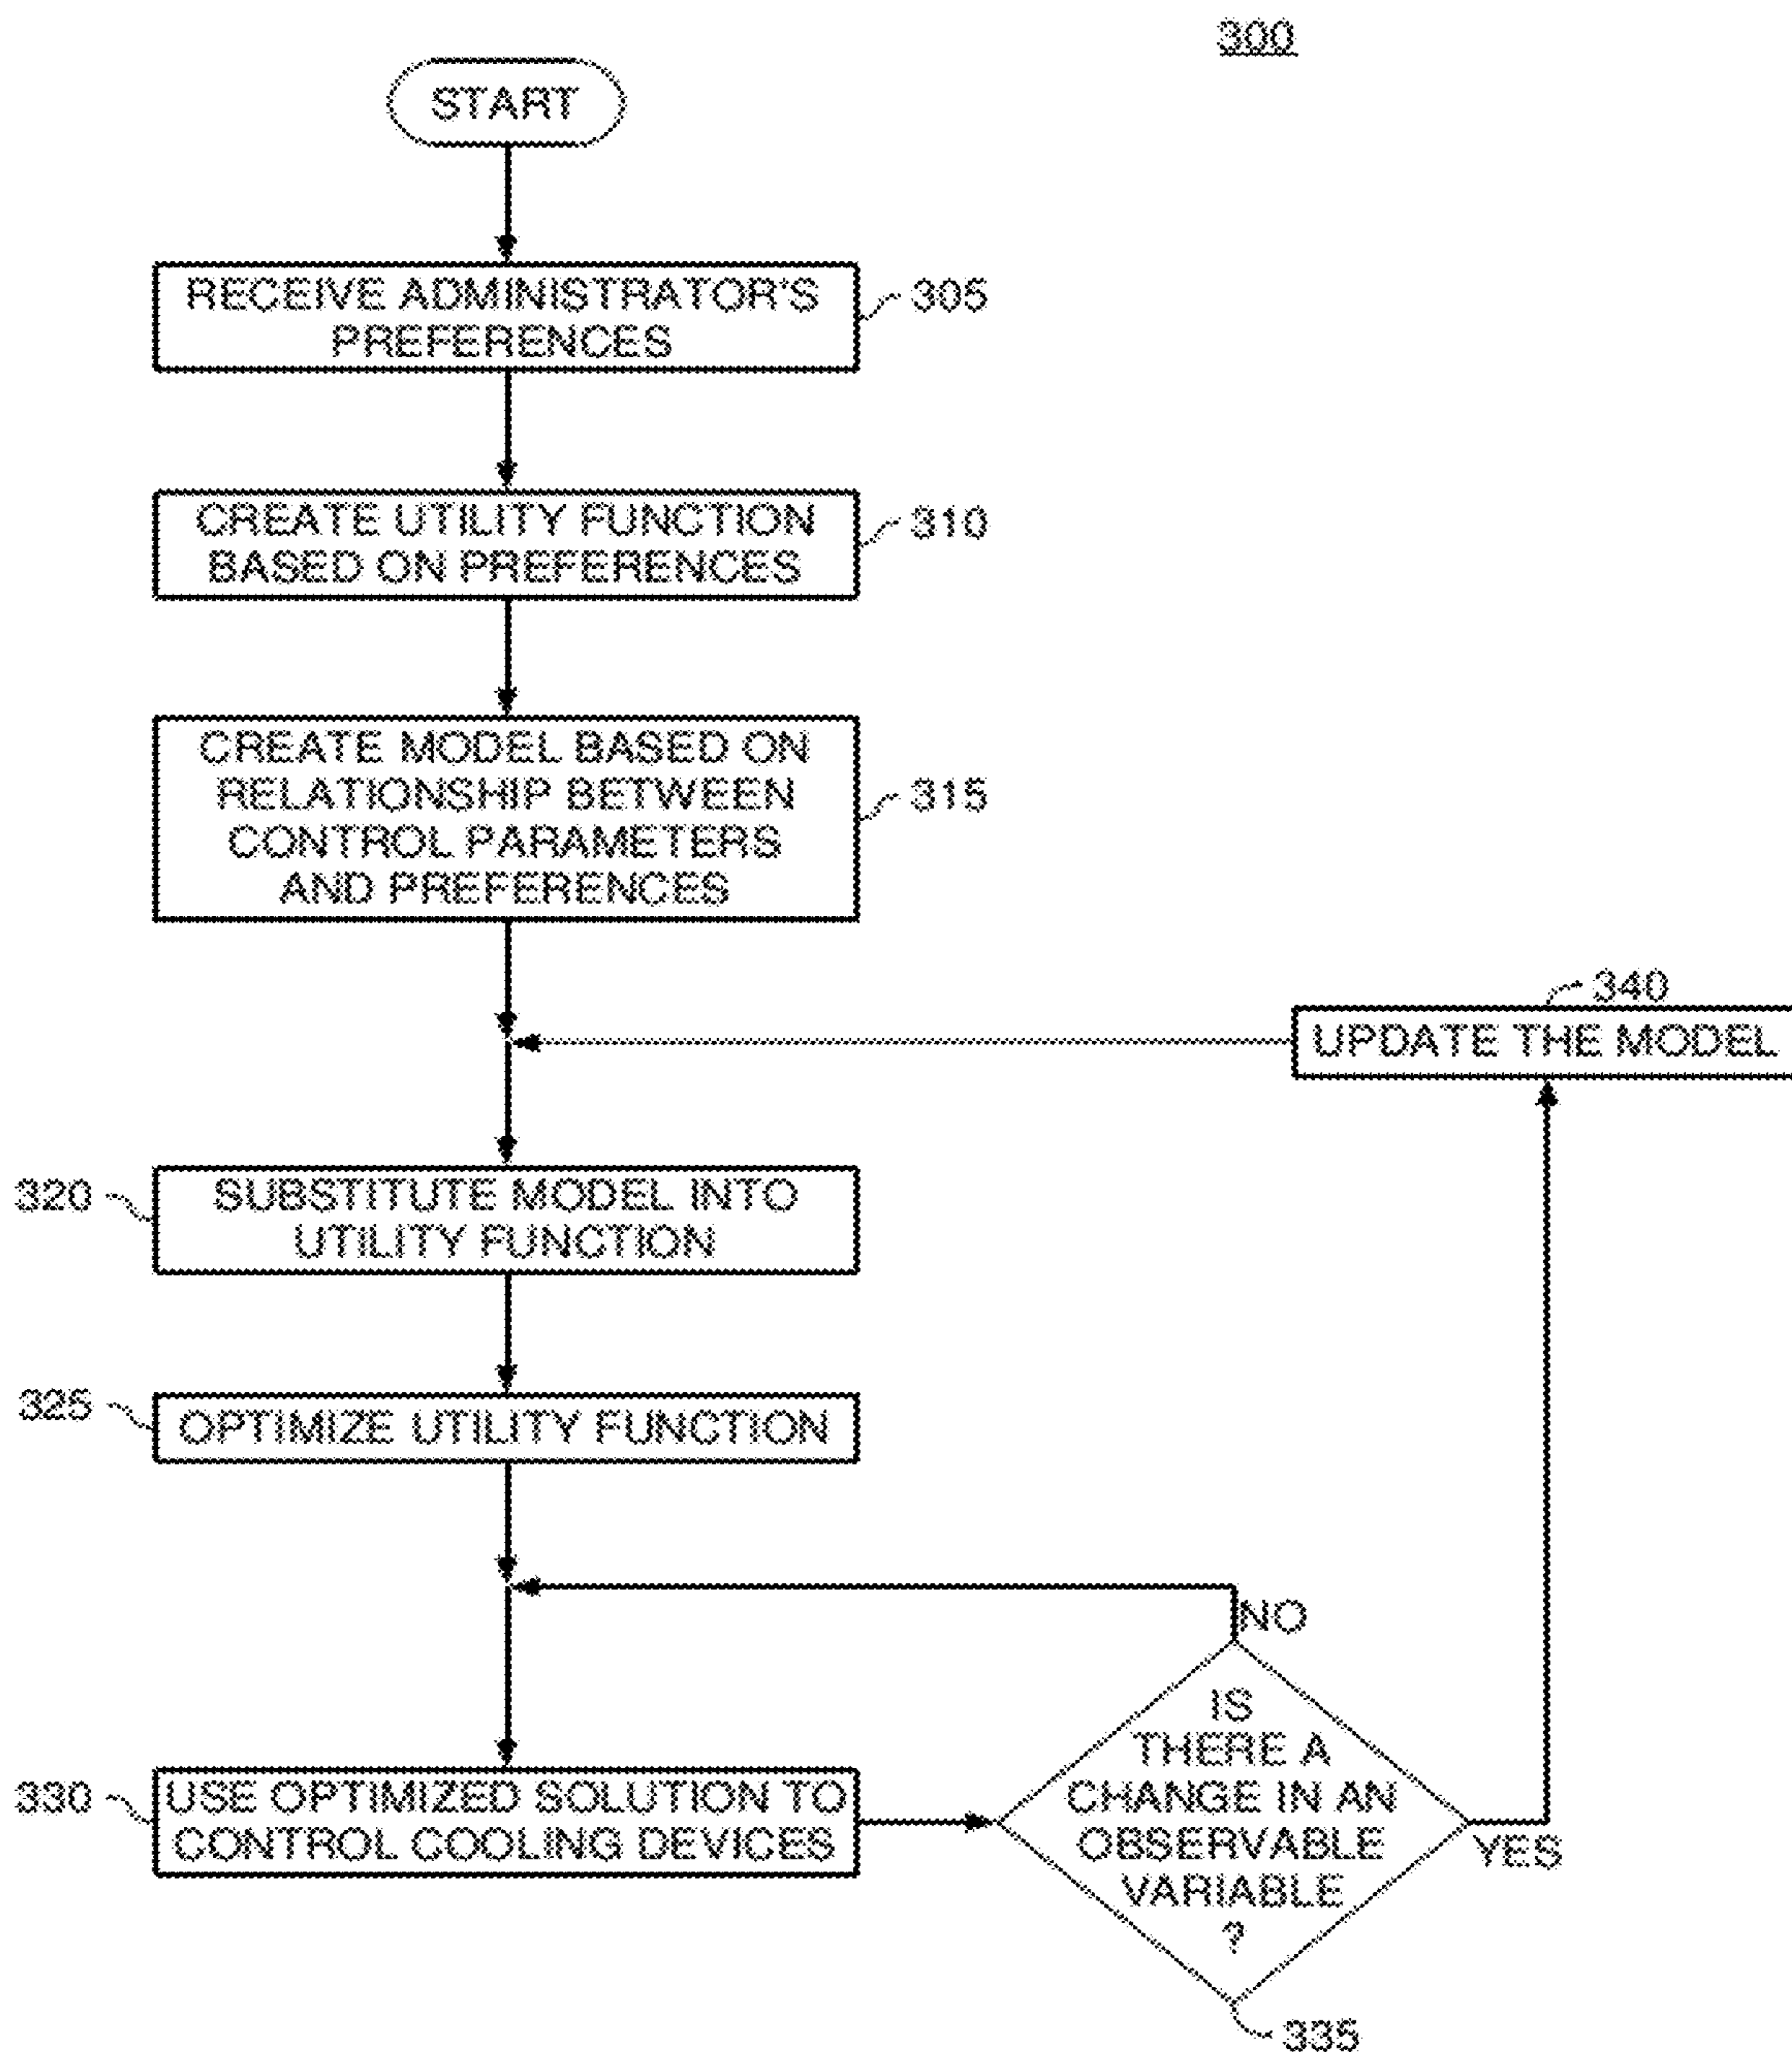 300
START
RECEIVE ADMINISTRATOR'S
PREFERENCES
305
CREATE UTILITY FUNCTION
BASED ON PREFERENCES
310
CREATE MODEL BASED ON
RELATIONSHIP BETWEEN
CONTROL PARAMETERS
AND PREFERENCES
315
340
UPDATE THE MODEL
320
SUBSTITUTE MODEL INTO
UTILITY FUNCTION
325
OPTIMIZE UTILITY FUNCTION
NO
330
USE OPTIMIZED SOLUTION TO
CONTROL COOLING DEVICES
IS
THERE A
CHANGE IN AN
OBSERVABLE
VARIABLE
?
YES
335